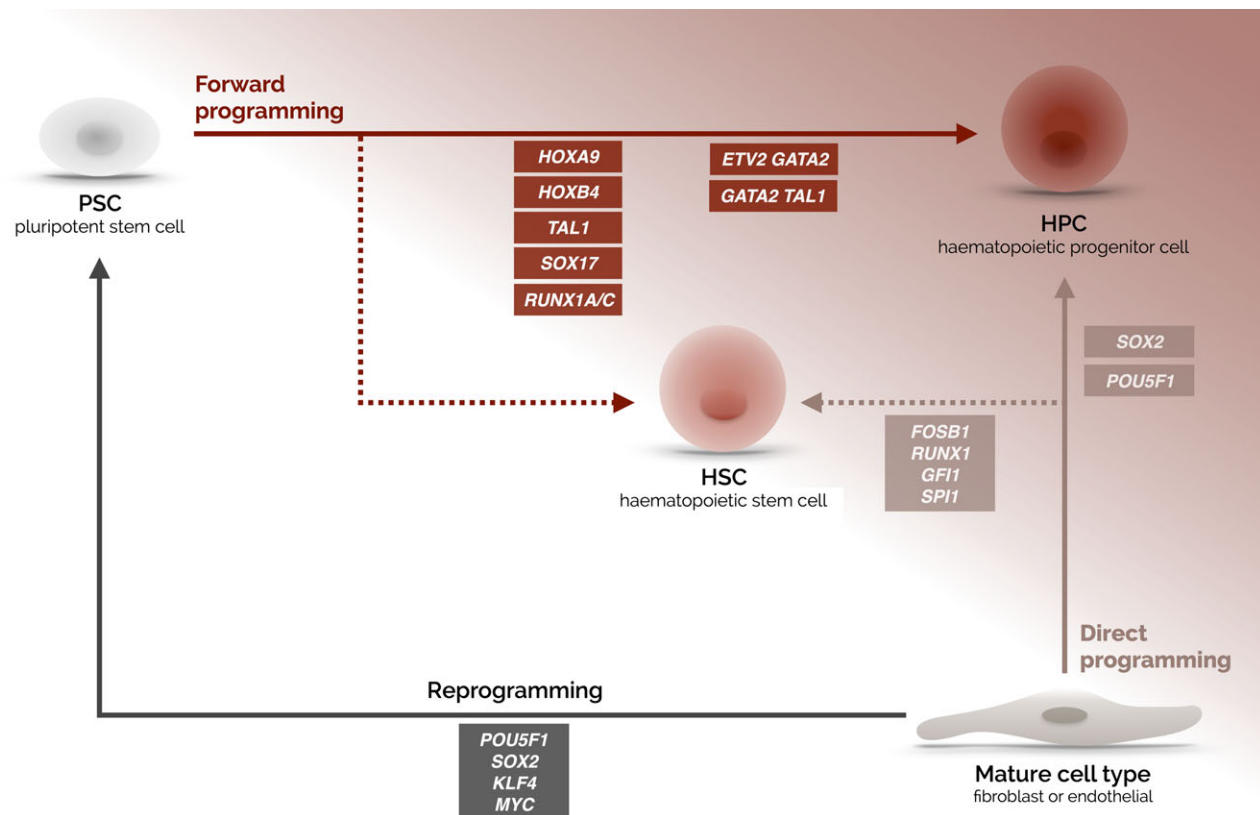 Forward
programming
PSC
pluripotent stem cell
HOXA9
HOXB4
TAL1
SOX17
RUNX1A/C
ETV2 GATA2
GATA2 TAL1
HPC
haematopoietic progenitor cell
SOX2
POU5F1
HSC
haematopoietic stem cell
FOSB1
RUNX1
GFI1
SPI1
Direct
programming
Reprogramming
POU5F1
SOX2
KLF4
MYC
Mature cell type
fibroblast or endothelial